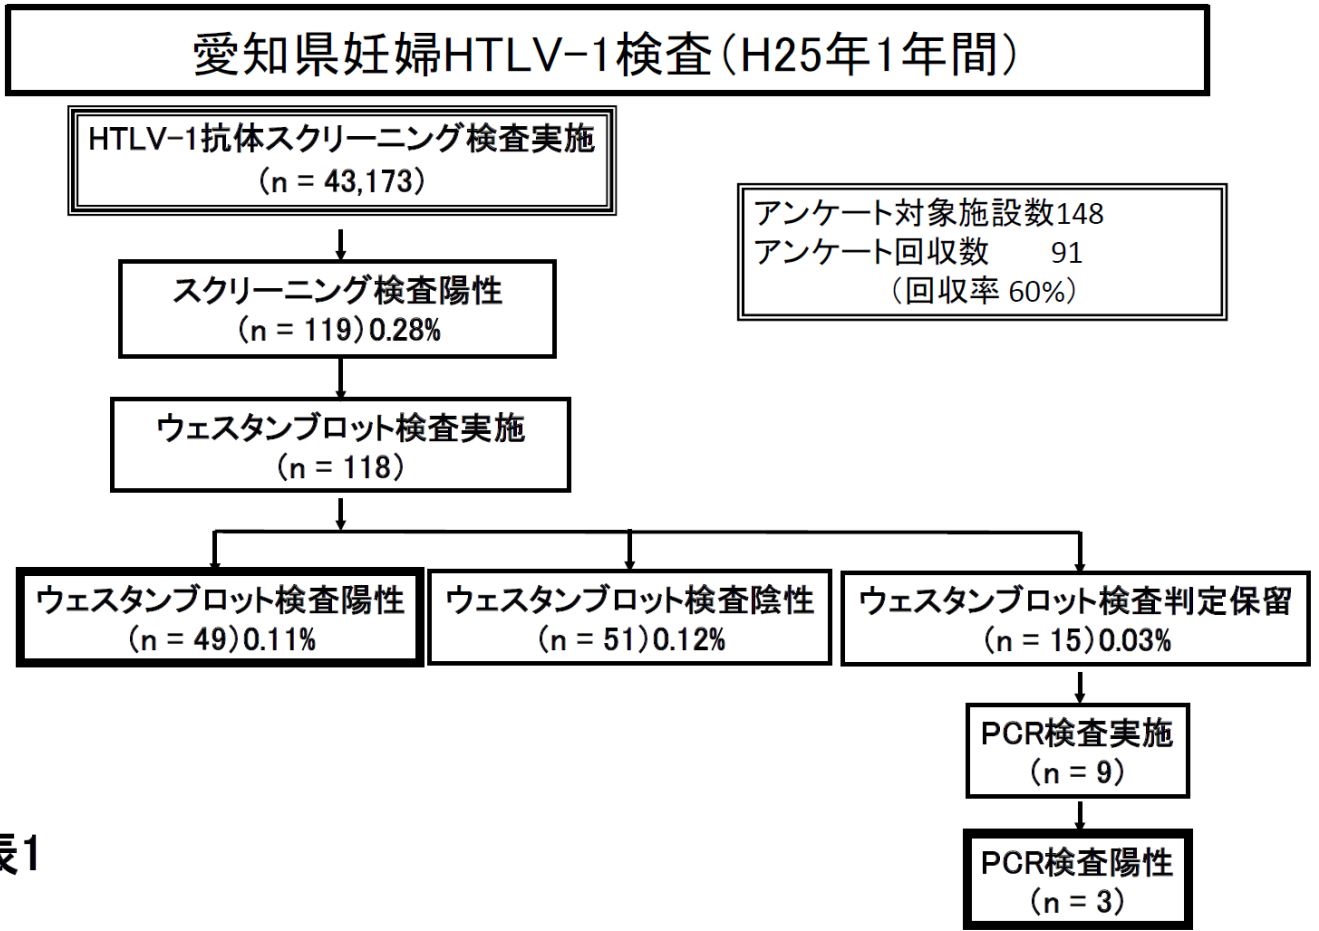 愛知県妊婦HTLV-1検査(H25年1年間)
HTLV-1抗体スクリーニング検査実施
(n = 43,173)
アンケート対象施設数148
アンケート回収数 91
(回収率 60%)
スクリーニング検査陽性
(n = 119)0.28%
ウェスタンブロット検査実施
(n = 118)
ウェスタンブロット検査陽性
(n = 49)0.11%
ウェスタンブロット検査陰性
(n = 51)0.12%
ウェスタンブロット検査判定保留
(n = 15)0.03%
PCR検査実施
(n = 9)
PCR検査陽性
(n = 3)
表1